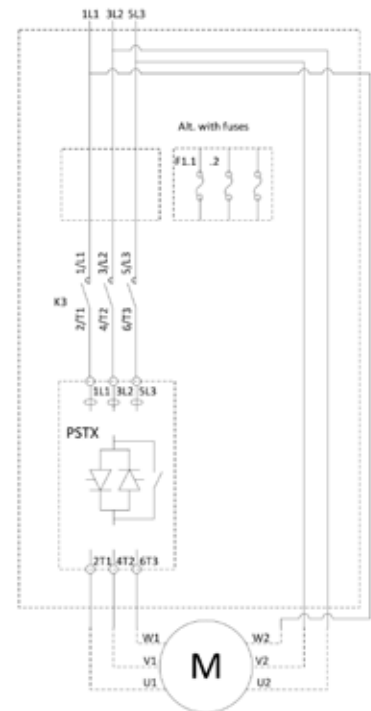 1L1 3L2 5L3
Alt. with fuses
F1.1 .2
1/L1 3/L2 5/L3
K3
2/T1 4/T2 6/T3
1L1 3L2 5L3
PSTX
2T1 4T2 6T3
W1 W2
M
V1 V2
U1 U2